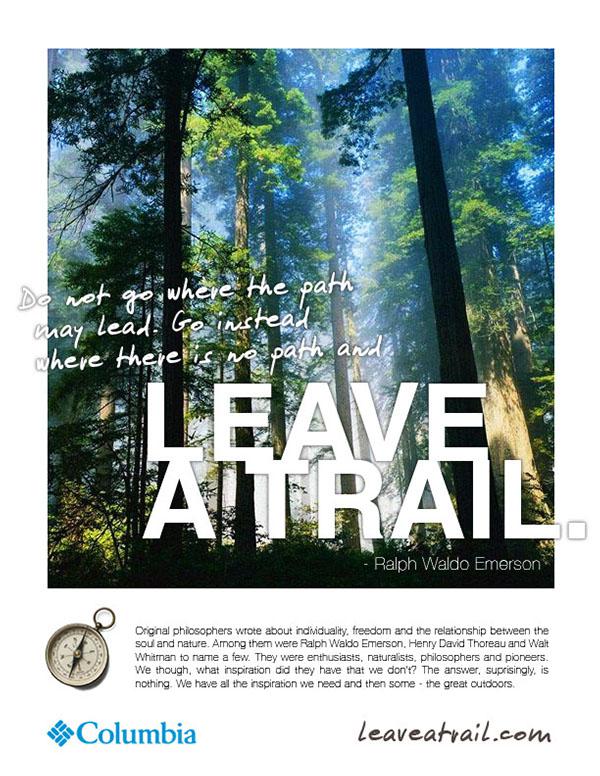 Do not go where the path
may lead. Go instead
where there is no path and
LEAVE
A TRAIL.
- Ralph Waldo Emerson
Original philosophers wrote about individuality, freedom and the relationship between the
soul and nature. Among them were Ralph Waldo Emerson, Henry David Thoreau and Walt
Whitman to name a few. They were enthusiasts, naturalists, philosophers and pioneers.
We though, what inspiration did they have that we don't? The answer, suprisingly, is
nothing. We have all the inspiration we need and then some - the great outdoors.
Columbia
leaveatrail.com